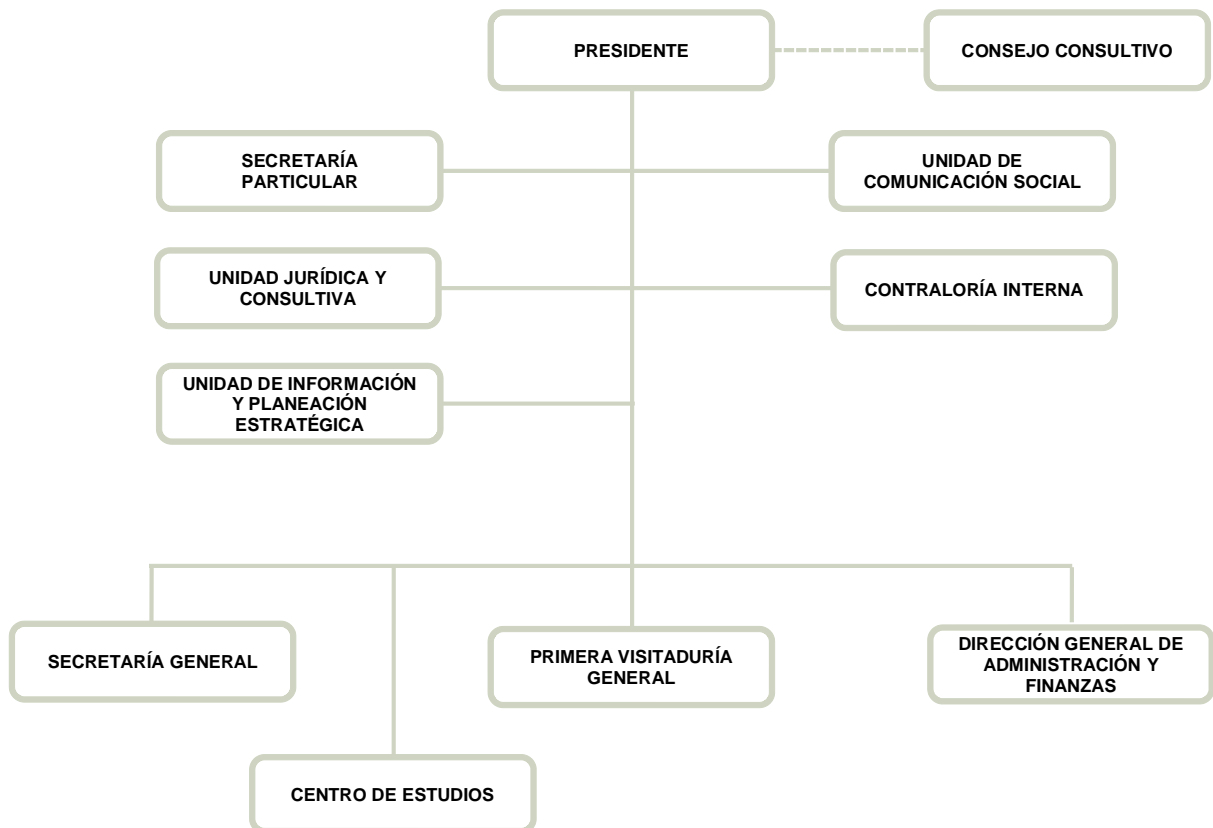 PRESIDENTE
CONSEJO CONSULTIVO
SECRETARÍA
PARTICULAR
UNIDAD DE
COMUNICACIÓN SOCIAL
UNIDAD JURÍDICA Y
CONSULTIVA
CONTRALORÍA INTERNA
UNIDAD DE INFORMACIÓN
Y PLANEACIÓN
ESTRATÉGICA
SECRETARÍA GENERAL
PRIMERA VISITADURÍA
GENERAL
DIRECCIÓN GENERAL DE
ADMINISTRACIÓN Y
FINANZAS
CENTRO DE ESTUDIOS